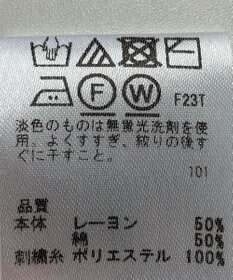 F W F23T
淡色のものは無蛍光洗剤を使
用。よくすすぎ、絞りの後す
ぐに干すこと。
101
品質
本体 レーヨン 50%
綿 50%
刺繍糸 ポリエステル 100%